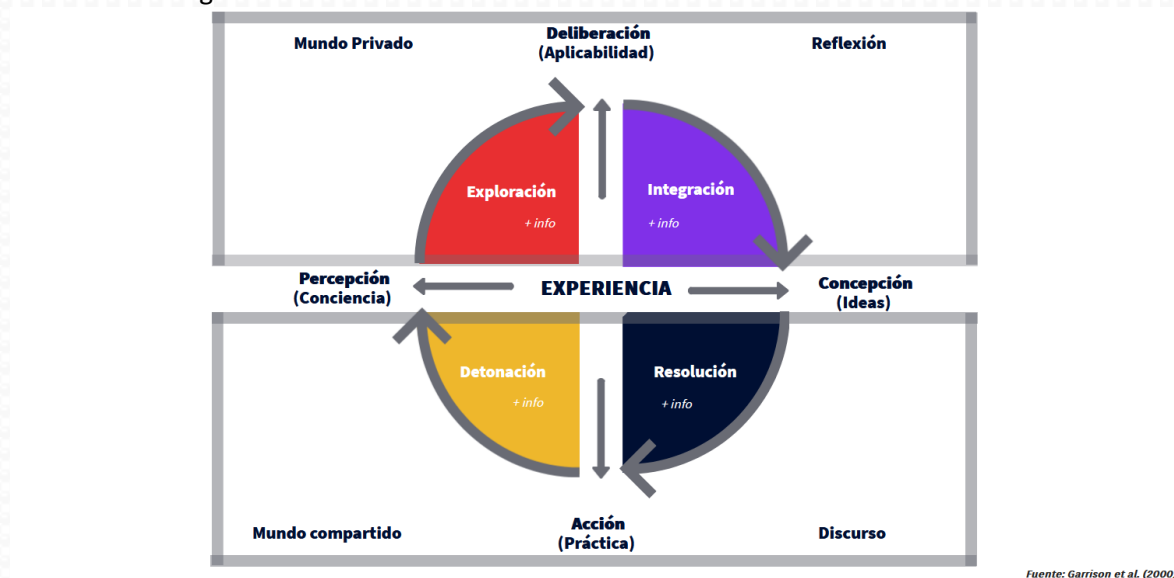 Mundo Privado
Deliberación
(Aplicabilidad)
Reflexión
Exploración
+ info
Integración
+ info
Percepción
(Conciencia)
EXPERIENCIA
Concepción
(Ideas)
Detonación
+ info
Resolución
+ info
Mundo compartido
Acción
(Práctica)
Discurso
Fuente: Garrison et al. (2000)